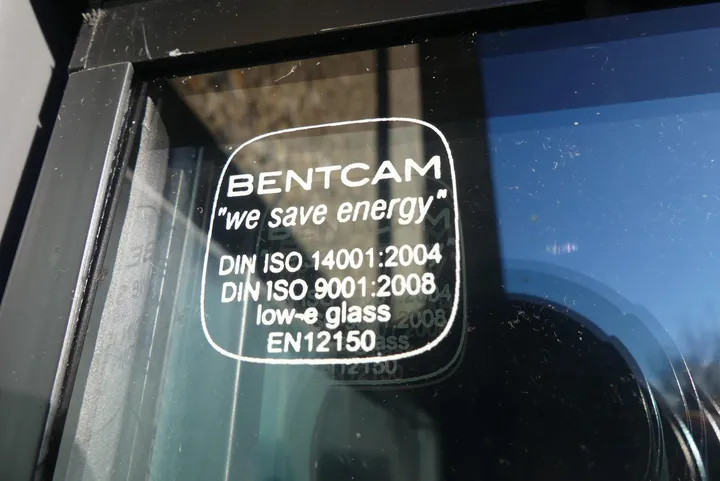 BENTCAM
"we save energy"
DIN ISO 14001:2004
DIN ISO 9001:2008
low-e glass
EN12150